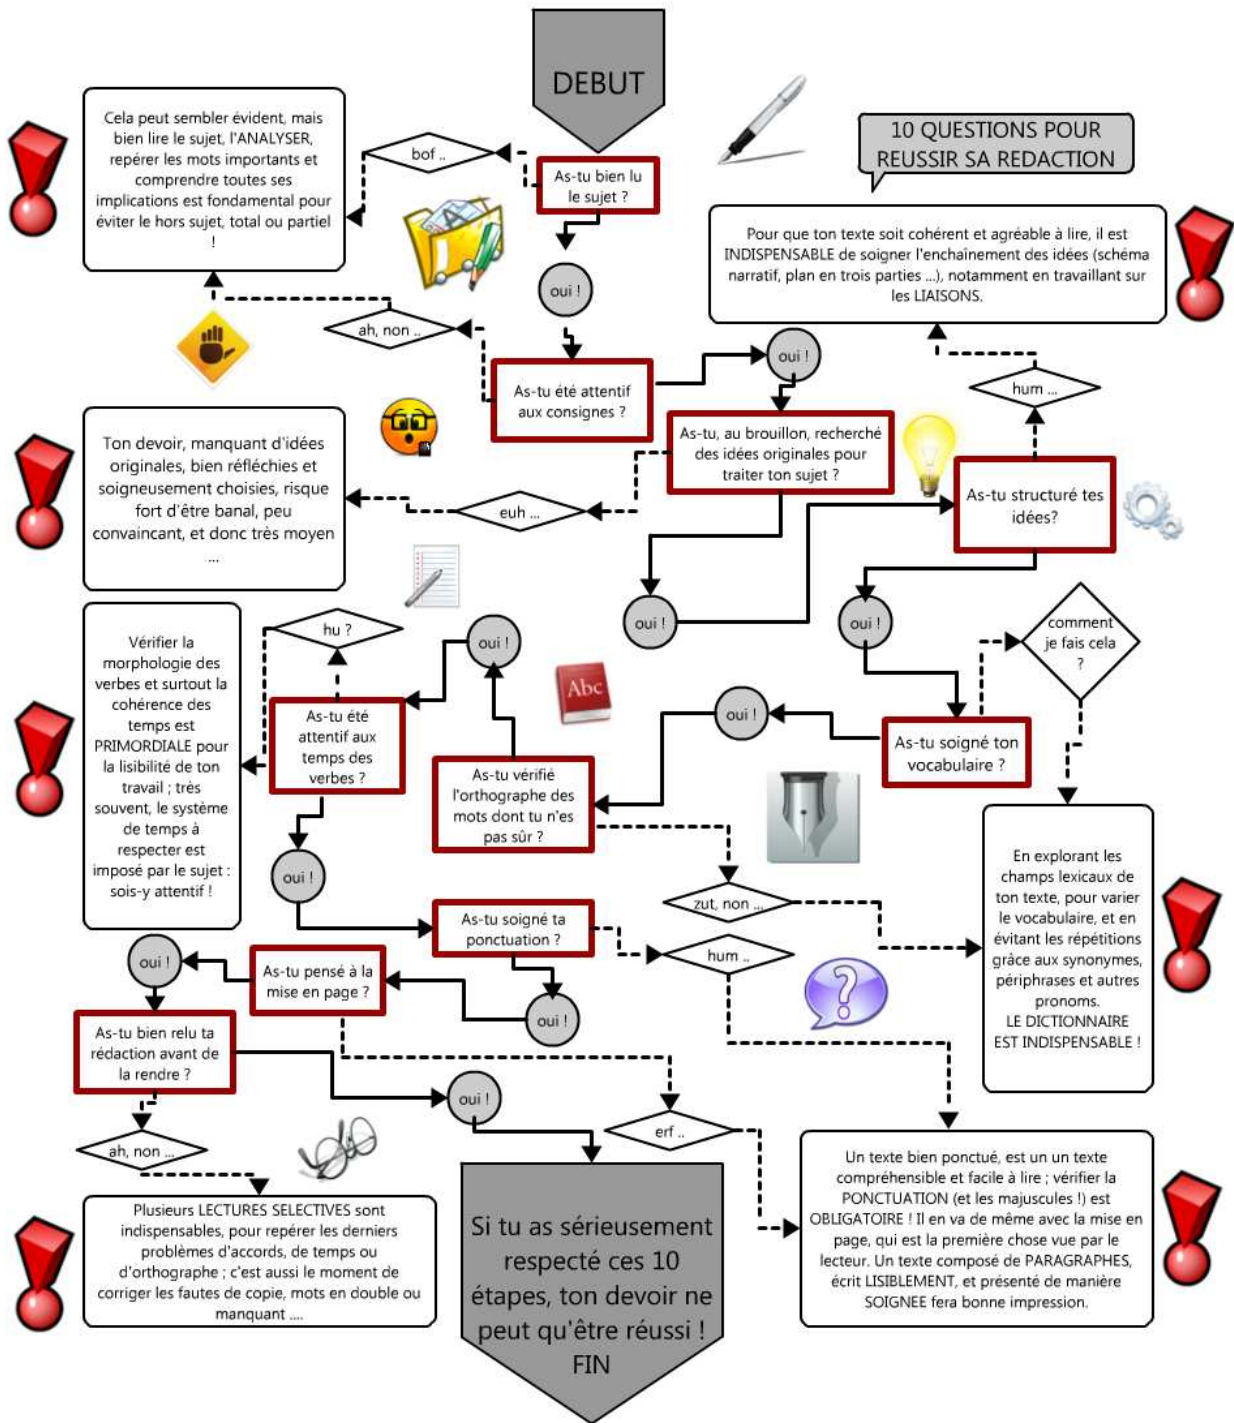 DEBUT
10 QUESTIONS POUR
REUSSIR SA REDACTION
As-tu bien lu
le sujet ?
bof ..
Cela peut sembler évident, mais
bien lire le sujet, l'ANALYSER,
repérer les mots importants et
comprendre toutes ses
implications est fondamental pour
éviter le hors sujet, total ou partiel
!
oui !
As-tu été attentif
aux consignes ?
ah, non ..
oui !
As-tu, au brouillon, recherché
des idées originales pour
traiter ton sujet ?
euh ...
Ton devoir, manquant d'idées
originales, bien réfléchies et
soigneusement choisies, risque
fort d'être banal, peu
convaincant, et donc très moyen
...
oui !
As-tu structuré tes
idées?
hum ...
Pour que ton texte soit cohérent et agréable à lire, il est
INDISPENSABLE de soigner l'enchaînement des idées (schéma
narratif, plan en trois parties ...), notamment en travaillant sur
les LIAISONS.
oui !
As-tu soigné ton
vocabulaire ?
comment
je fais cela
?
En explorant les
champs lexicaux de
ton texte, pour varier
le vocabulaire, et en
évitant les répétitions
grâce aux synonymes,
périphrases et autres
pronoms.
LE DICTIONNAIRE
EST INDISPENSABLE !
oui !
Abc
As-tu vérifié
l'orthographe des
mots dont tu n'es
pas sûr ?
zut, non ...
oui !
As-tu été
attentif aux
temps des
verbes ?
hu ?
Vérifier la
morphologie des
verbes et surtout la
cohérence des
temps est
PRIMORDIALE pour
la lisibilité de ton
travail ; très
souvent, le système
de temps à
respecter est
imposé par le sujet :
sois-y attentif !
oui !
As-tu soigné ta
ponctuation ?
hum ..
oui !
As-tu pensé à la
mise en page ?
erf ..
Un texte bien ponctué, est un un texte
compréhensible et facile à lire ; vérifier la
PONCTUATION (et les majuscules !) est
OBLIGATOIRE ! Il en va de même avec la mise en
page, qui est la première chose vue par le
lecteur. Un texte composé de PARAGRAPHES,
écrit LISIBLEMENT, et présenté de manière
SOIGNEE fera bonne impression.
oui !
As-tu bien relu ta
rédaction avant de
la rendre ?
ah, non ...
Plusieurs LECTURES SELECTIVES sont
indispensables, pour repérer les derniers
problèmes d'accords, de temps ou
d'orthographe ; c'est aussi le moment de
corriger les fautes de copie, mots en double ou
manquant ....
oui !
Si tu as sérieusement
respecté ces 10
étapes, ton devoir ne
peut qu'être réussi !
FIN